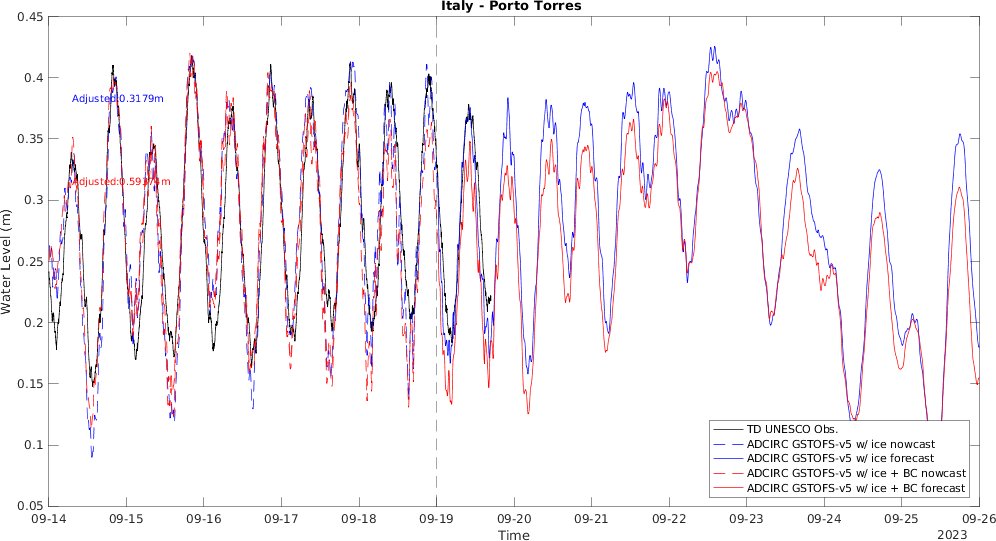 Italy - Porto Torres
0.45
0.4
0.35
0.3
0.25
0.2
0.15
0.1
0.05
Water Level (m)
Adjusted:0.3179m
TD UNESCO Obs.
ADCIRC GSTOFS-v5 w/ ice nowcast
ADCIRC GSTOFS-v5 w/ ice forecast
ADCIRC GSTOFS-v5 w/ ice + BC nowcast
ADCIRC GSTOFS-v5 w/ ice + BC forecast
09-14 09-15 09-16 09-17 09-18 09-19 09-20 09-21 09-22 09-23 09-24 09-25 09-26
Time
2023